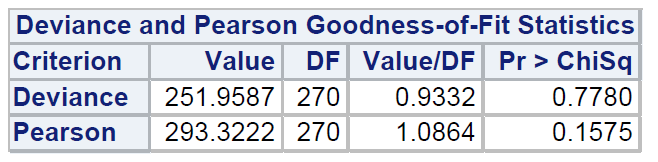 Deviance and Pearson Goodness-of-Fit Statistics
Criterion Value DF Value/DF Pr > ChiSq
Deviance 251.9587 270 0.9332 0.7780
Pearson 293.3222 270 1.0864 0.1575